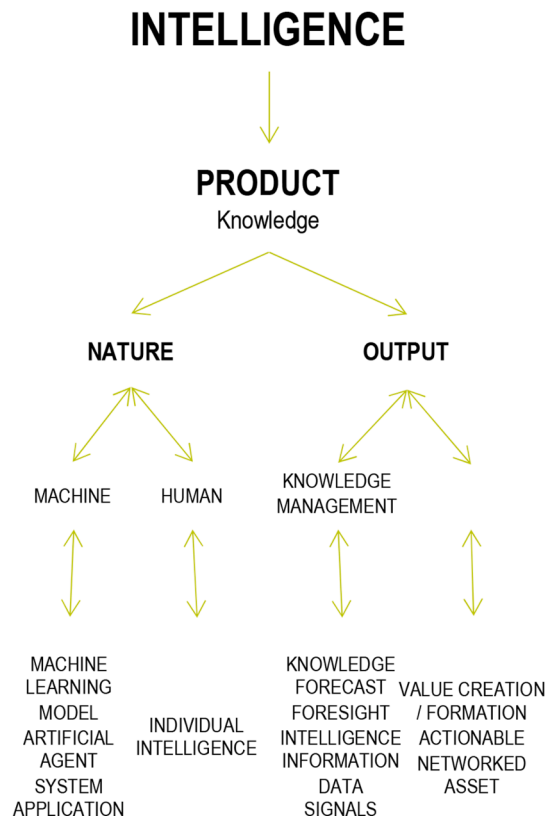 INTELLIGENCE
PRODUCT
Knowledge
NATURE
OUTPUT
MACHINE
HUMAN
KNOWLEDGE
MANAGEMENT
MACHINE
LEARNING
MODEL
ARTIFICIAL
AGENT
SYSTEM
APPLICATION
INDIVIDUAL
INTELLIGENCE
KNOWLEDGE
FORECAST
FORESIGHT
INTELLIGENCE
INFORMATION
DATA
SIGNALS
VALUE CREATION
/ FORMATION
ACTIONABLE
NETWORKED
ASSET